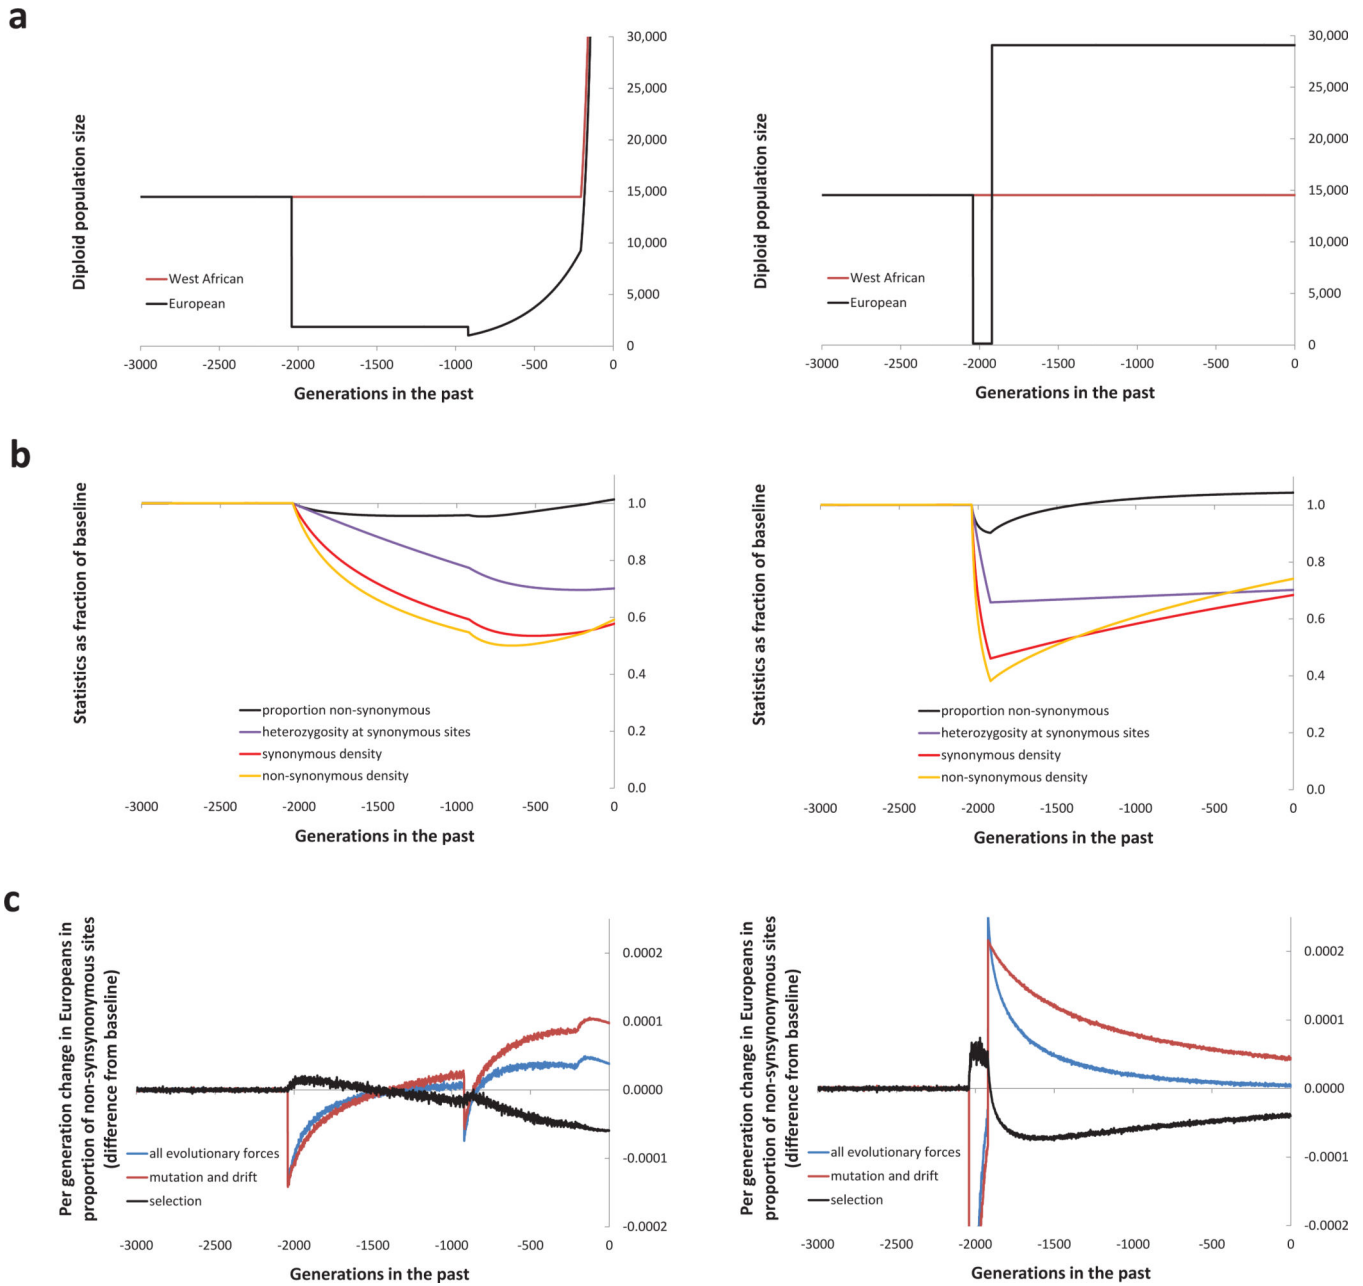 a
Diploid population size
30,000
25,000
20,000
15,000
10,000
5,000
0
West African
European
-3000 -2500 -2000 -1500 -1000 -500 0
Generations in the past
Diploid population size
30,000
25,000
20,000
15,000
10,000
5,000
0
West African
European
-3000 -2500 -2000 -1500 -1000 -500 0
Generations in the past
b
Statistics as fraction of baseline
1.0
0.8
0.6
0.4
0.2
0.0
proportion non-synonymous
heterozygosity at synonymous sites
synonymous density
non-synonymous density
-3000 -2500 -2000 -1500 -1000 -500 0
Generations in the past
Statistics as fraction of baseline
1.0
0.8
0.6
0.4
0.2
0.0
proportion non-synonymous
heterozygosity at synonymous sites
synonymous density
non-synonymous density
-3000 -2500 -2000 -1500 -1000 -500 0
Generations in the past
c
Per generation change in Europeans in
proportion of non-synsynonymous sites
(difference from baseline)
0.0002
0.0001
0.0000
-0.0001
-0.0002
all evolutionary forces
mutation and drift
selection
-3000 -2500 -2000 -1500 -1000 -500 0
Generations in the past
Per generation change in Europeans in
proportion of non-synsynonymous sites
(difference from baseline)
0.0002
0.0001
0.0000
-0.0001
-0.0002
all evolutionary forces
mutation and drift
selection
-3000 -2500 -2000 -1500 -1000 -500 0
Generations in the past